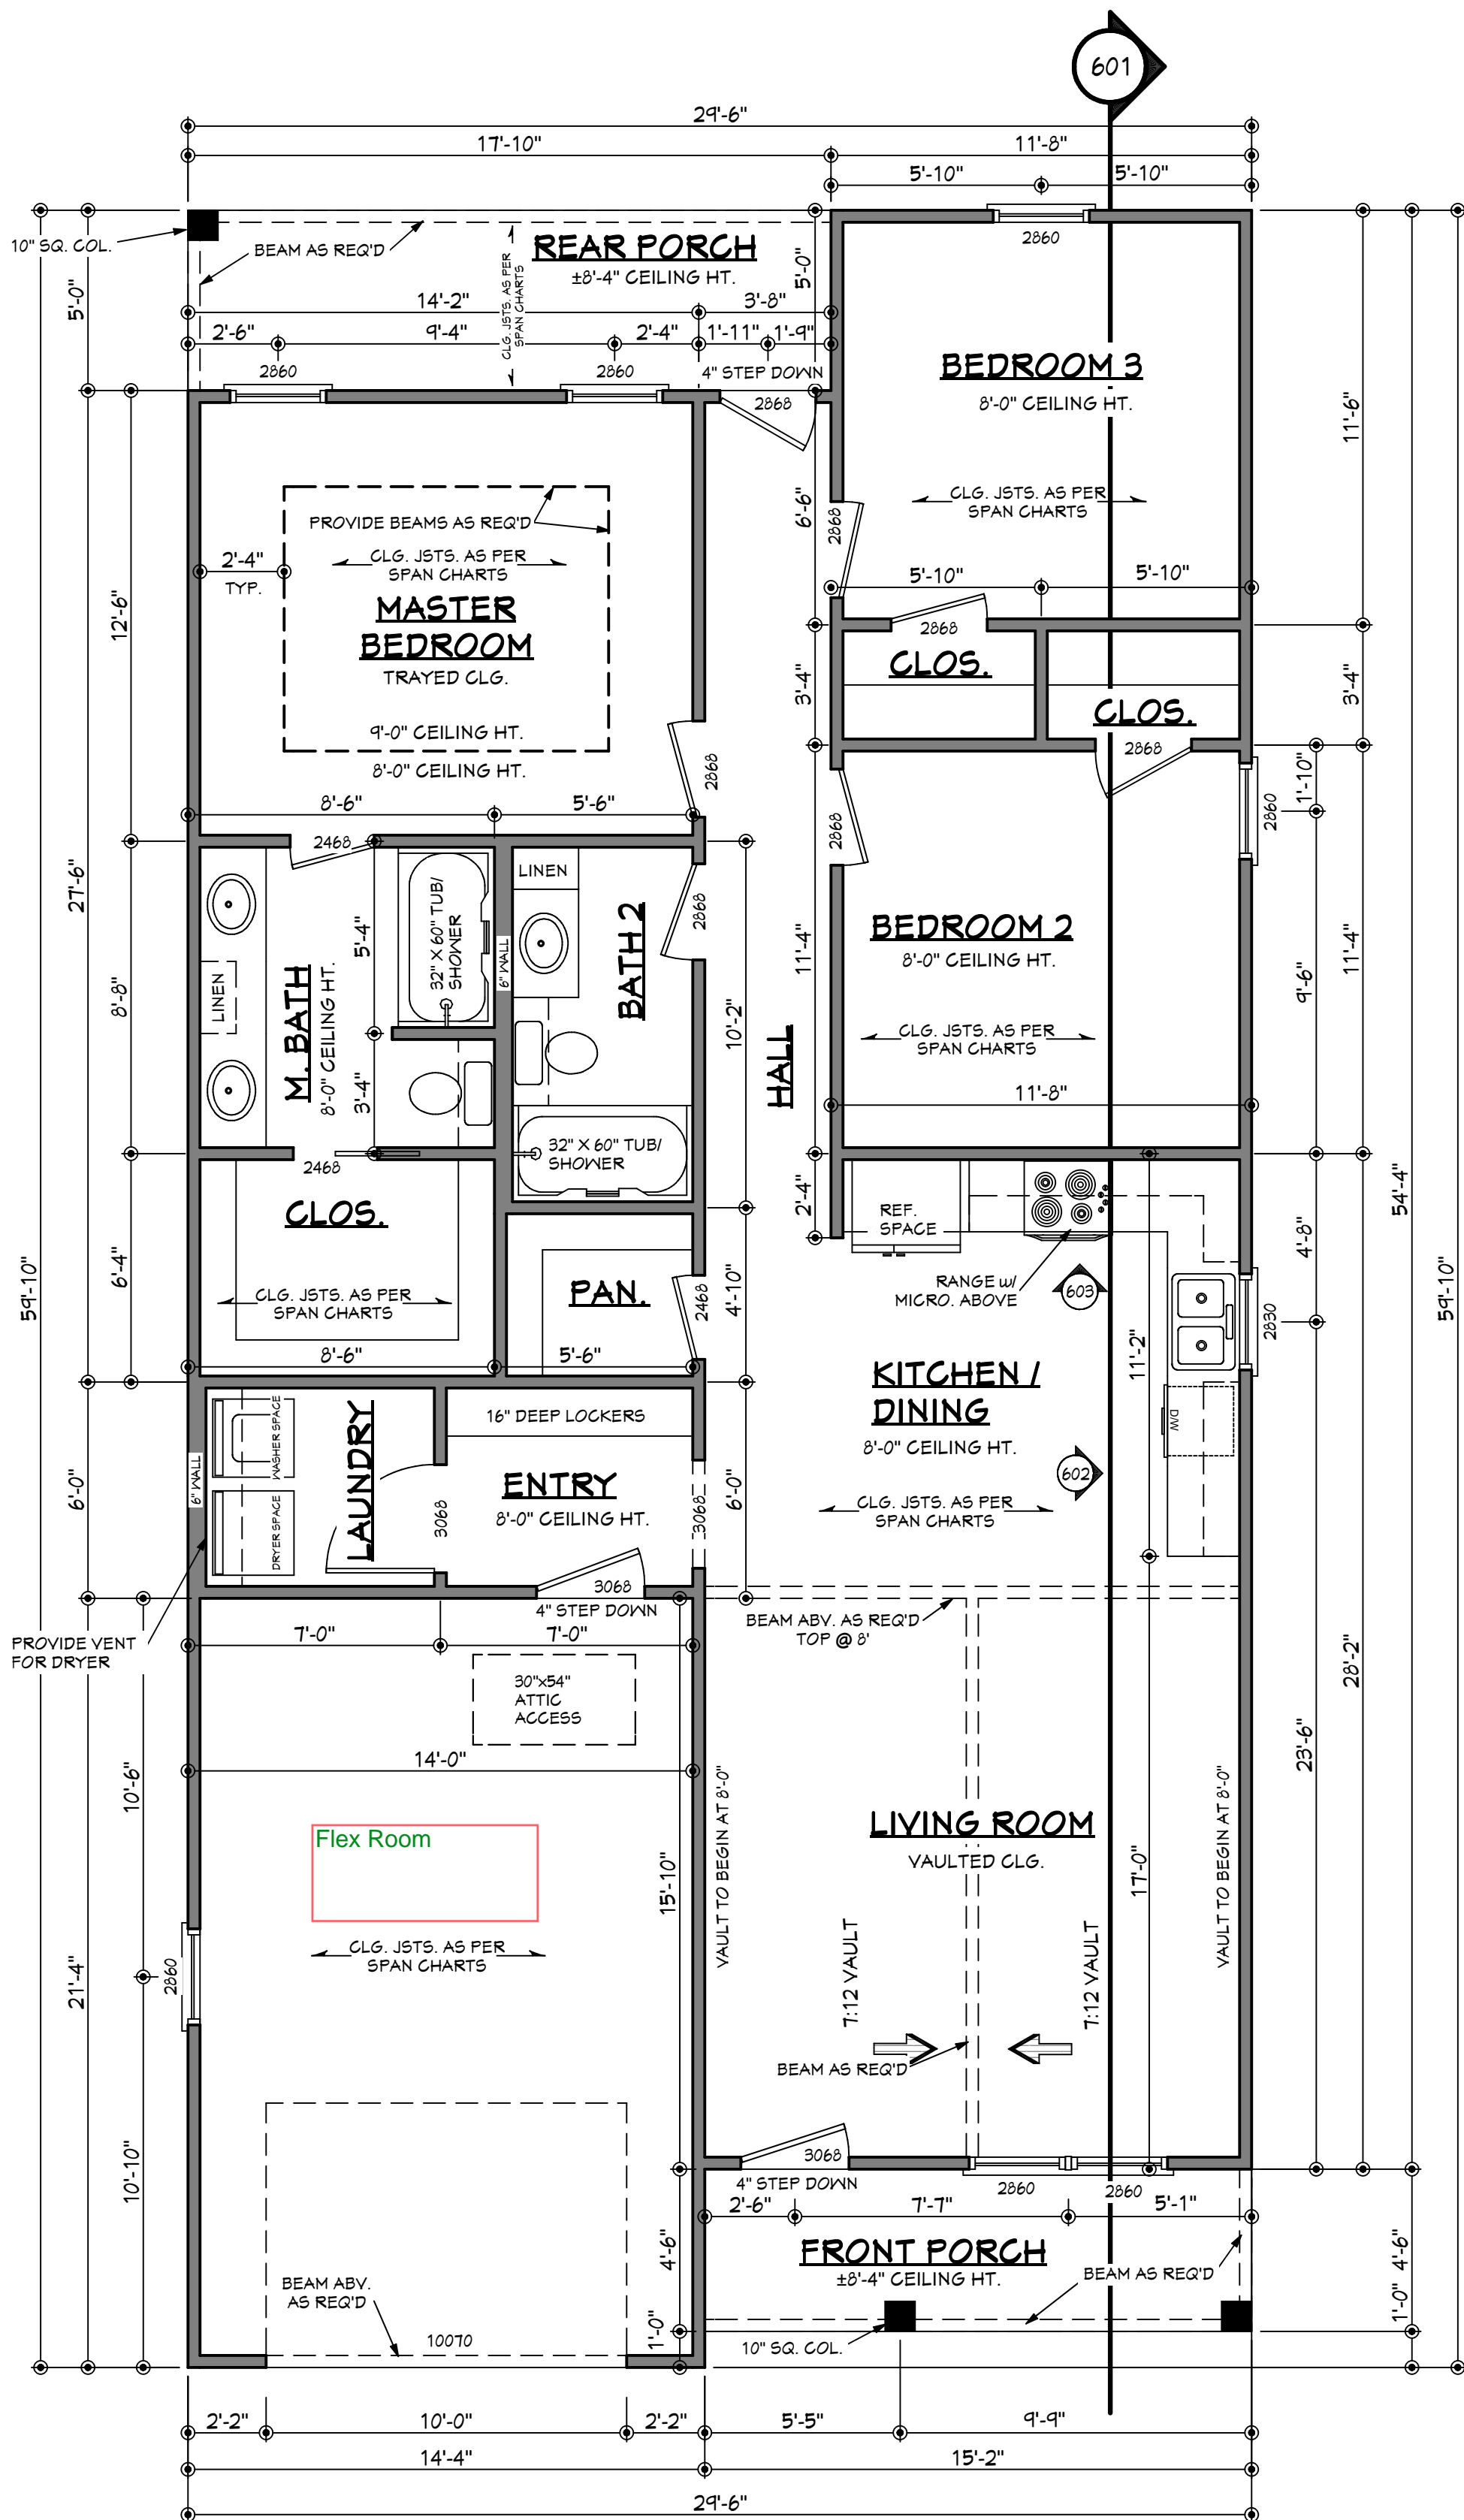 601
29'-6"
17'-10"
11'-8"
5'-10"
5'-10"
10" SQ. COL.
BEAM AS REQ'D
REAR PORCH
±8'-4" CEILING HT.
CLG. JSTS. AS PER
SPAN CHARTS
2860
5'-0"
5'-0"
14'-2"
3'-8"
2'-6"
9'-4"
2'-4"
1'-11"
1'-9"
2860
2860
4" STEP DOWN
2868
BEDROOM 3
8'-0" CEILING HT.
11'-6"
CLG. JSTS. AS PER
SPAN CHARTS
6'-6"
2868
PROVIDE BEAMS AS REQ'D
CLG. JSTS. AS PER
SPAN CHARTS
2'-4"
TYP.
12'-6"
MASTER
BEDROOM
TRAYED CLG.
9'-0" CEILING HT.
8'-0" CEILING HT.
5'-10"
5'-10"
2868
CLOS.
CLOS.
3'-4"
3'-4"
2868
2868
8'-6"
5'-6"
2468
1'-10"
2860
2868
27'-6"
LINEN
32" X 60" TUB/
SHOWER
5'-4"
2868
6" WALL
BATH 2
BEDROOM 2
8'-0" CEILING HT.
11'-4"
9'-6"
11'-4"
8'-8"
LINEN
M. BATH
8'-0" CEILING HT.
3'-4"
10'-2"
HALL
CLG. JSTS. AS PER
SPAN CHARTS
11'-8"
32" X 60" TUB/
SHOWER
2468
CLOS.
2'-4"
REF.
SPACE
54'-4"
4'-8"
59'-10"
6'-4"
CLG. JSTS. AS PER
SPAN CHARTS
PAN.
2468
4'-10"
RANGE w/
MICRO. ABOVE
603
2830
59'-10"
8'-6"
5'-6"
11'-2"
KITCHEN /
DINING
8'-0" CEILING HT.
D/W
602
CLG. JSTS. AS PER
SPAN CHARTS
16" DEEP LOCKERS
WASHER SPACE
DRYER SPACE
LAUNDRY
6" WALL
6'-0"
3068
ENTRY
8'-0" CEILING HT.
3068
6'-0"
3068
4" STEP DOWN
BEAM ABV. AS REQ'D
TOP @ 8'
PROVIDE VENT
FOR DRYER
7'-0"
7'-0"
30"x54"
ATTIC
ACCESS
28'-2"
23'-6"
14'-0"
10'-6"
Flex Room
15'-10"
VAULT TO BEGIN AT 8'-0"
LIVING ROOM
VAULTED CLG.
17'-0"
VAULT TO BEGIN AT 8'-0"
CLG. JSTS. AS PER
SPAN CHARTS
2860
21'-4"
7:12 VAULT
7:12 VAULT
BEAM AS REQ'D
10'-10"
3068
4" STEP DOWN
2860
2860
2'-6"
7'-7"
5'-1"
4'-6"
FRONT PORCH
±8'-4" CEILING HT.
BEAM AS REQ'D
4'-6"
BEAM ABV.
AS REQ'D
10070
1'-0"
10" SQ. COL.
1'-0"
2'-2"
10'-0"
2'-2"
5'-5"
9'-9"
14'-4"
15'-2"
29'-6"